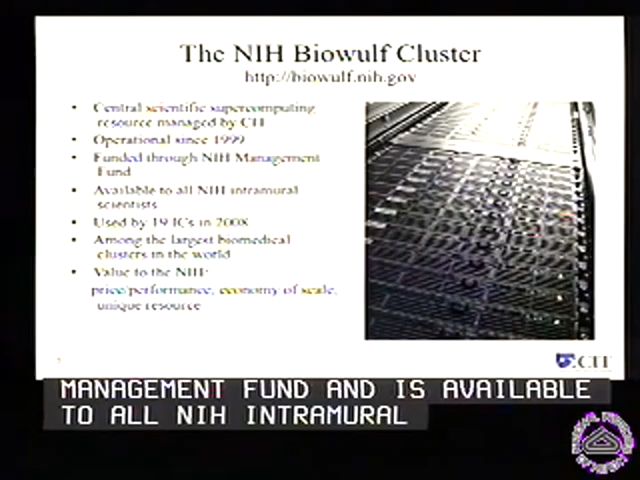 The NIH Biowulf Cluster
http://biowulf.nih.gov
• Central scientific supercomputing
resource managed by CIT
• Operational since 1999
• Funded through NIH Management
Fund
• Available to all NIH intramural
scientists
• Used by 19 ICs in 2008
• Among the largest biomedical
clusters in the world
• Value to the NIH:
price/performance, economy of scale,
unique resource
CIT
MANAGEMENT FUND AND IS AVAILABLE
TO ALL NIH INTRAMURAL